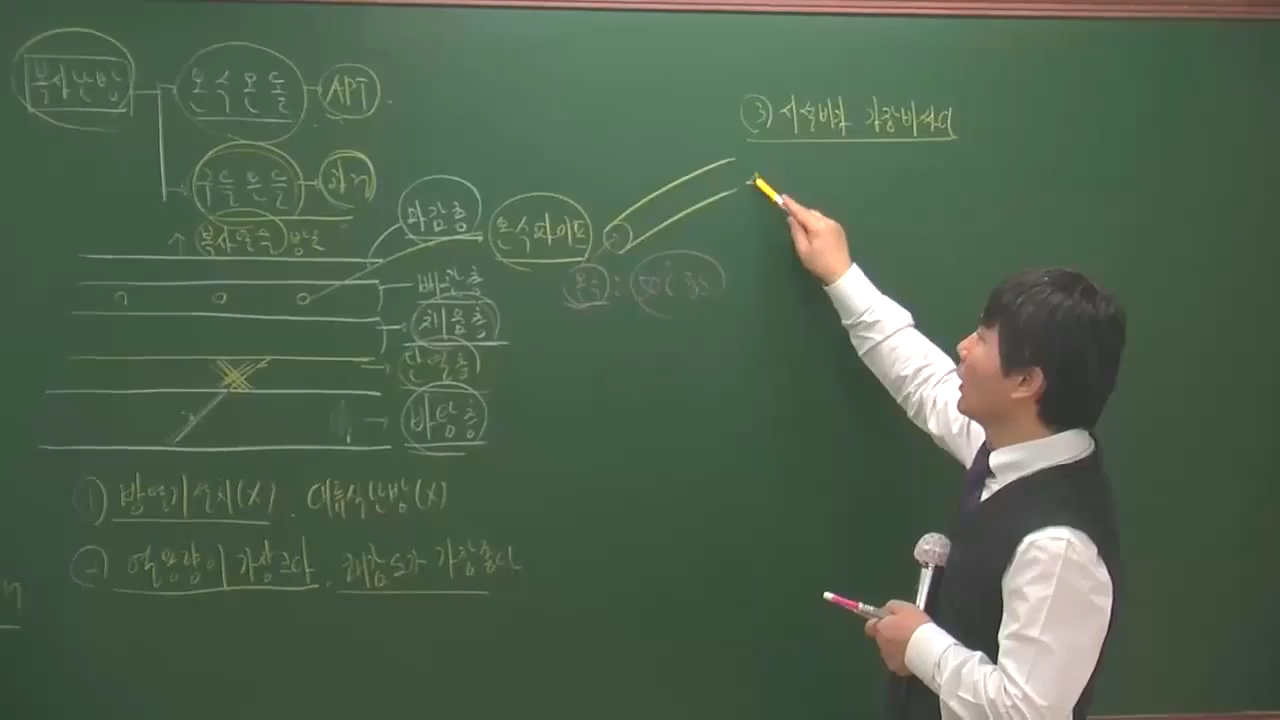 복사난방 온수온돌 APT
구들온돌
복사열을 방날
마감층
온수파이프
배관층
채움층
단열층
바탕층
온수 : 50℃
① 방열기설치(X). 대류식난방(X)
② 열용량이 가장크다. 쾌감도가 가장좋다
③ 시설비가 가장비싸다